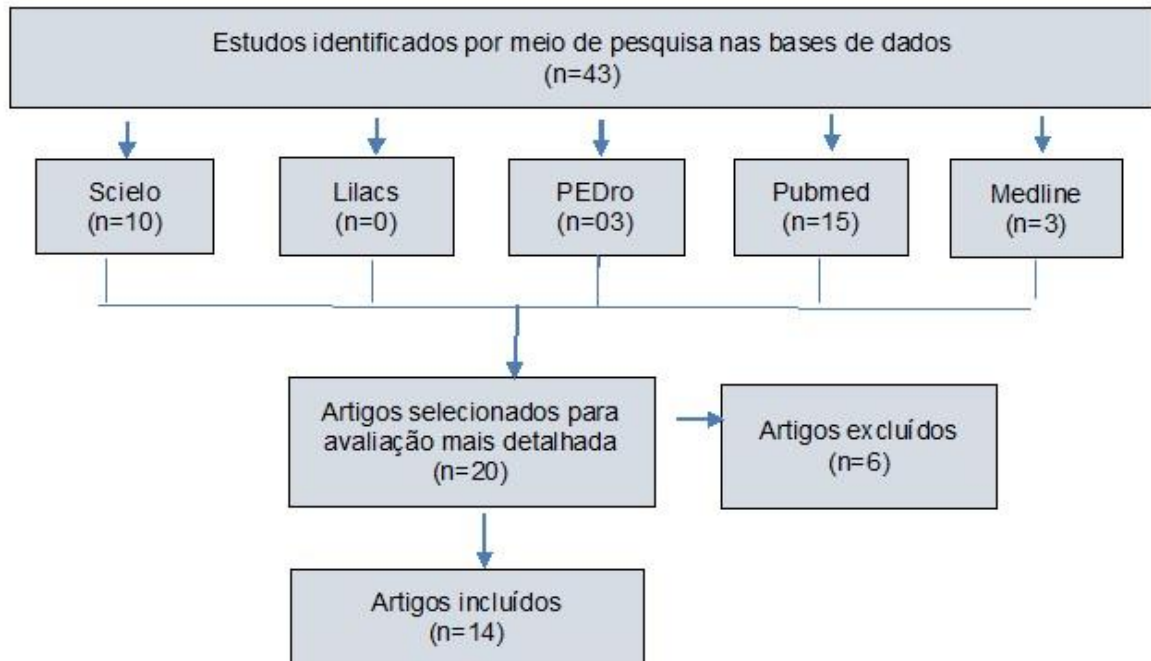 Estudos identificados por meio de pesquisa nas bases de dados
(n=43)
Scielo
(n=10)
Lilacs
(n=0)
PEDro
(n=03)
Pubmed
(n=15)
Medline
(n=3)
Artigos selecionados para
avaliação mais detalhada
(n=20)
Artigos excluídos
(n=6)
Artigos incluídos
(n=14)